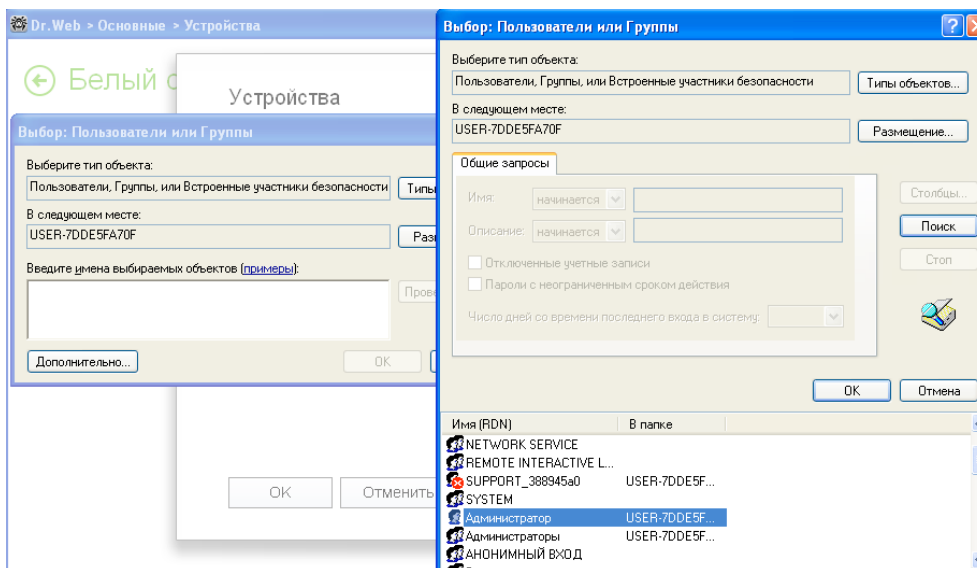 Dr.Web > Основные > Устройства
Белый
Устройства
Выбор: Пользователи или Группы
Выберите тип объекта:
Пользователи, Группы, или Встроенные участники безопасности
В следующем месте:
USER-7DDE5FA70F
Введите имена выбираемых объектов (примеры):
Дополнительно...
OK
OK
Отменить
Выбор: Пользователи или Группы
Выберите тип объекта:
Пользователи, Группы, или Встроенные участники безопасности
Типы объектов...
В следующем месте:
USER-7DDE5FA70F
Размещение...
Общие запросы
Имя:
начинается
Описание:
начинается
Отключенные учетные записи
Пароли с неограниченным сроком действия
Число дней со времени последнего входа в систему:
Столбцы...
Поиск
Стоп
OK
Отмена
Имя (RDN) В папке
NETWORK SERVICE
REMOTE INTERACTIVE L...
SUPPORT_388945a0 USER-7DDE5F...
SYSTEM
Администратор USER-7DDE5F...
Администраторы USER-7DDE5F...
АНОНИМНЫЙ ВХОД